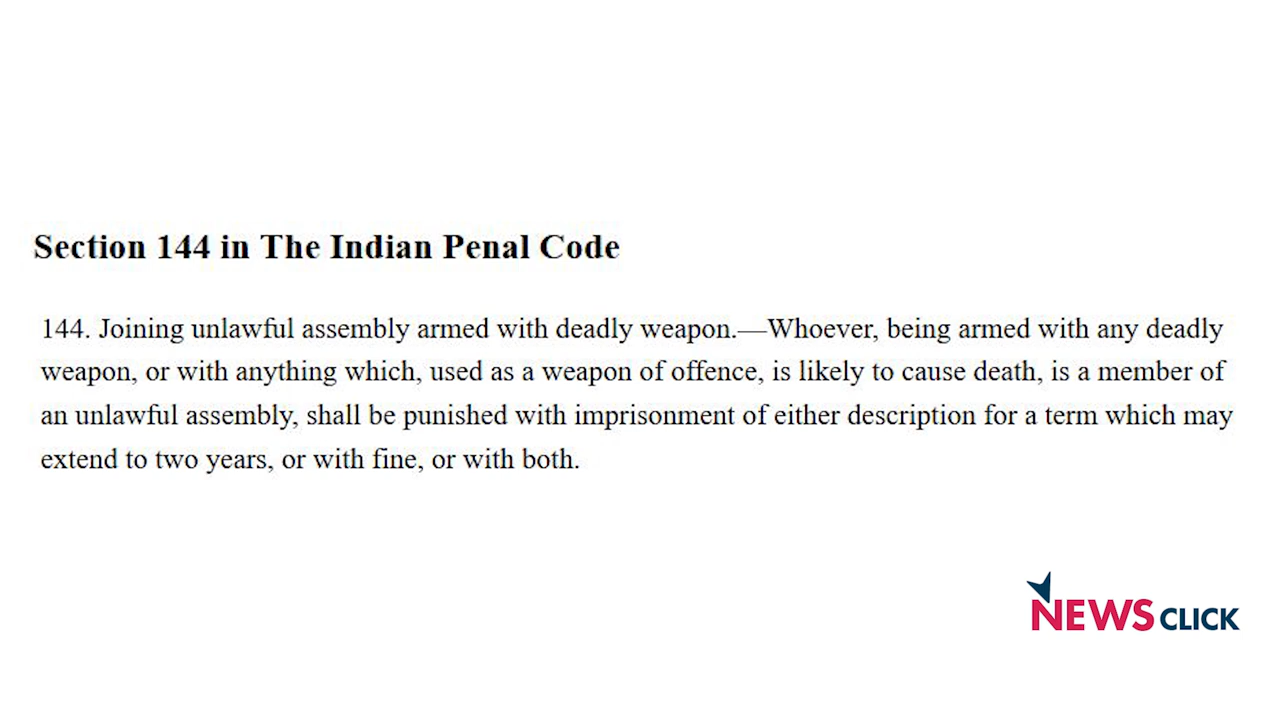 Section 144 in The Indian Penal Code
144. Joining unlawful assembly armed with deadly weapon.—Whoever, being armed with any deadly
weapon, or with anything which, used as a weapon of offence, is likely to cause death, is a member of
an unlawful assembly, shall be punished with imprisonment of either description for a term which may
extend to two years, or with fine, or with both.
NEWS CLICK